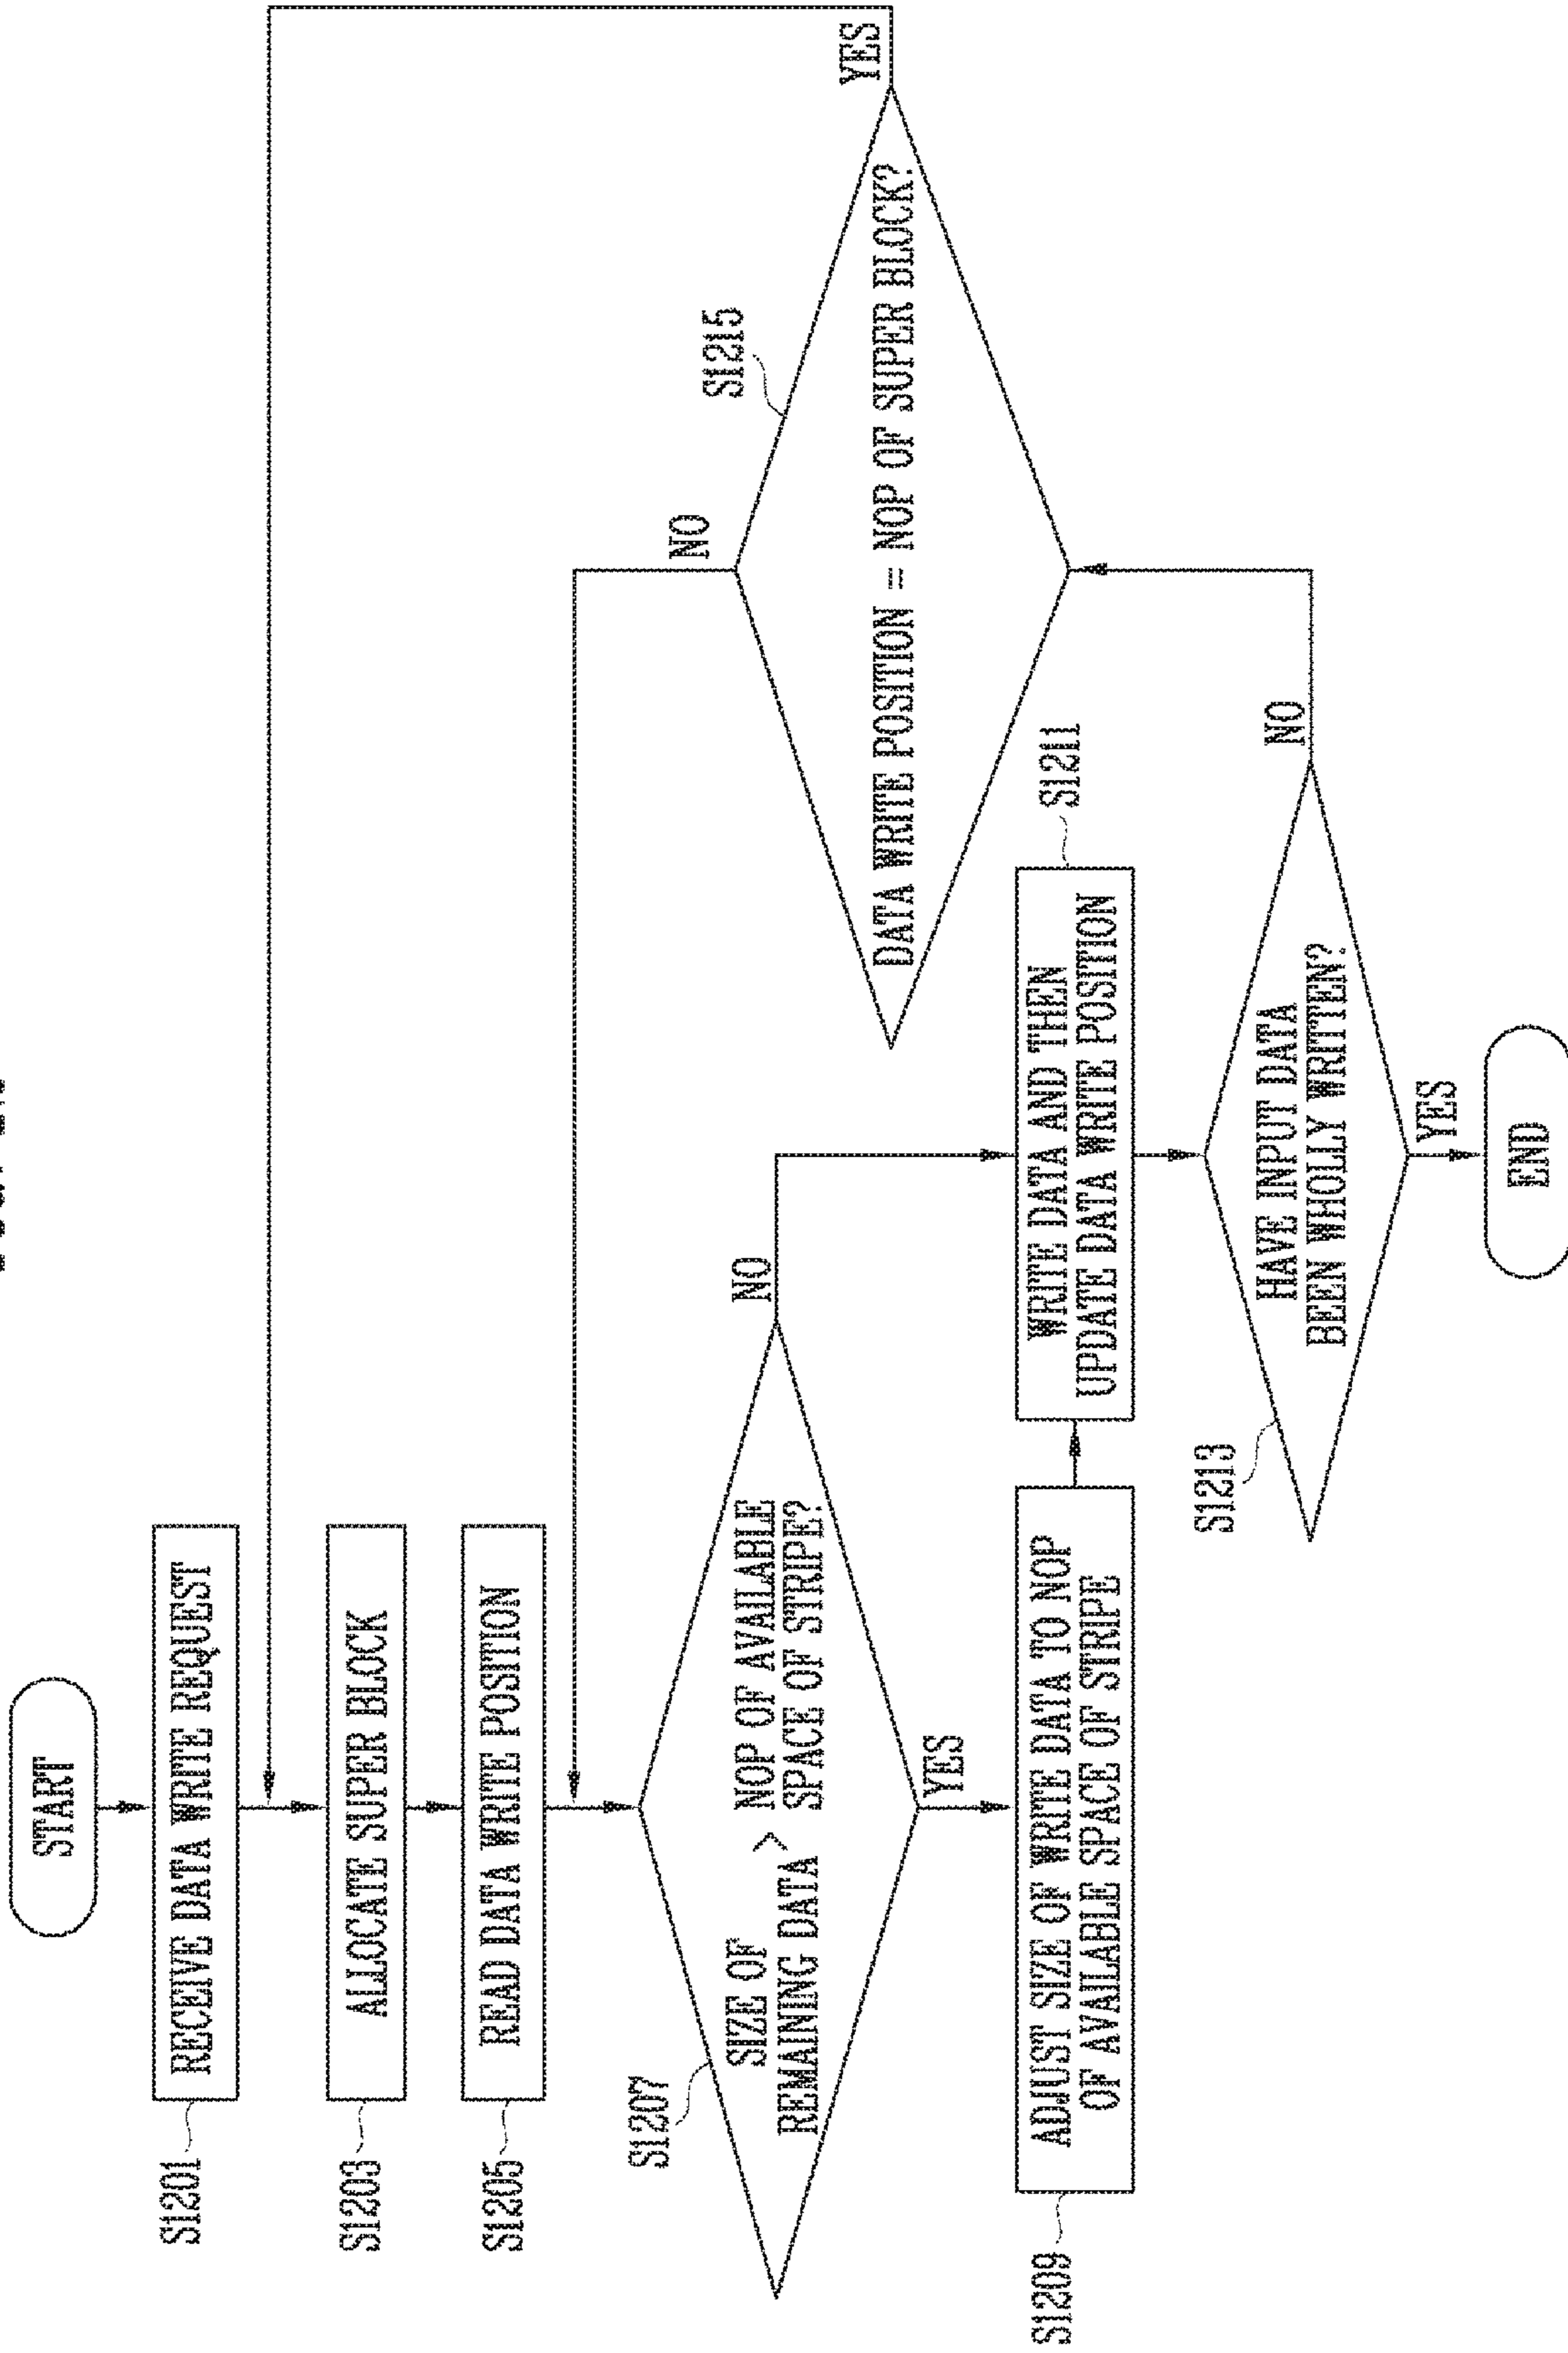 START
S1201
RECEIVE DATA WRITE REQUEST
S1203
ALLOCATE SUPER BLOCK
S1205
READ DATA WRITE POSITION
S1207
SIZE OF
REMAINING DATA
>
NOP OF AVAILABLE
SPACE OF STRIPE?
NO
YES
S1209
ADJUST SIZE OF WRITE DATA TO NOP
OF AVAILABLE SPACE OF STRIPE
S1211
WRITE DATA AND THEN
UPDATE DATA WRITE POSITION
S1213
HAVE INPUT DATA
BEEN WHOLLY WRITTEN?
NO
YES
S1215
DATA WRITE POSITION = NOP OF SUPER BLOCK?
NO
YES
END